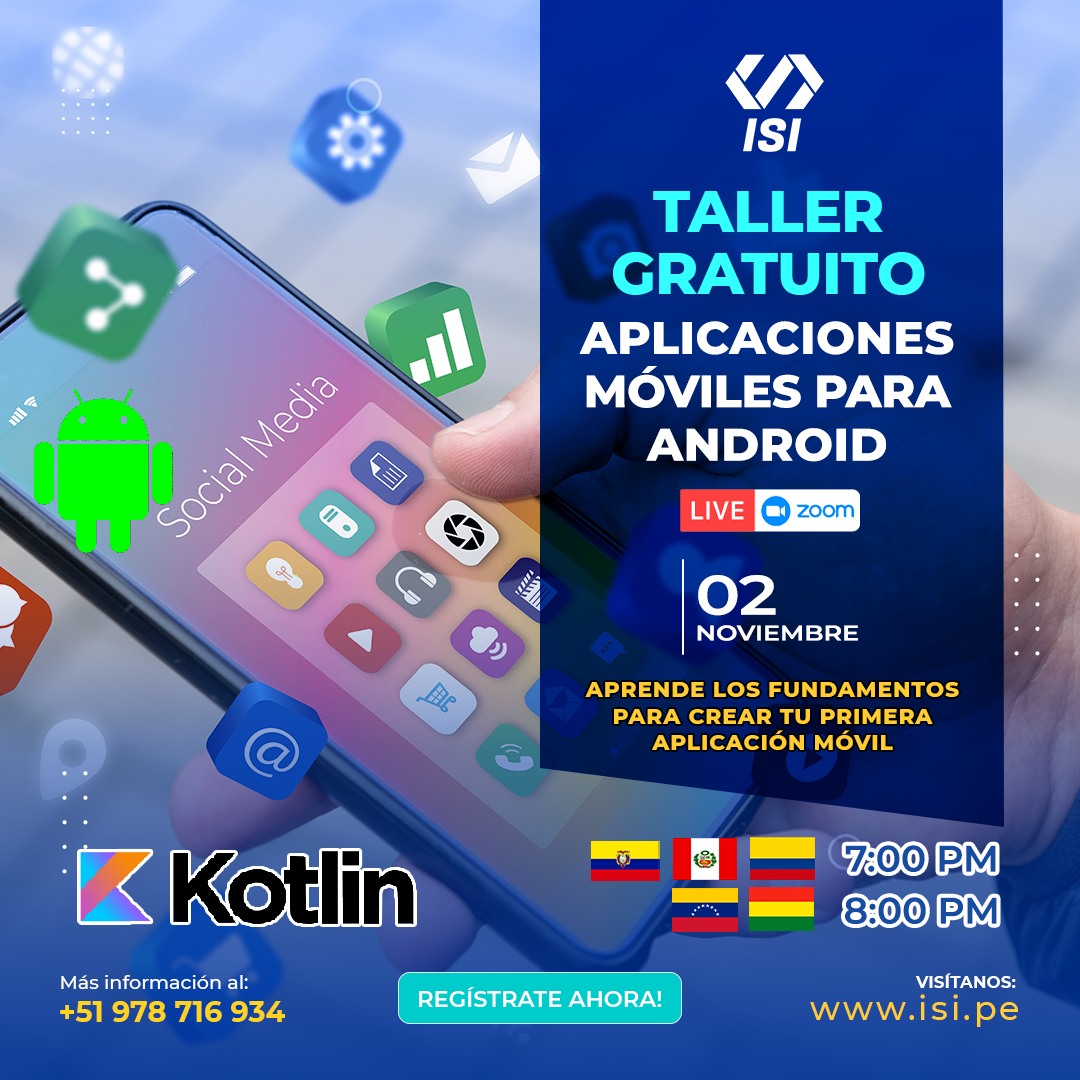 ISI
TALLER
GRATUITO
APLICACIONES
MÓVILES PARA
ANDROID
LIVE zoom
02
NOVIEMBRE
APRENDE LOS FUNDAMENTOS
PARA CREAR TU PRIMERA
APLICACIÓN MÓVIL
Social Media
@
Kotlin
7:00 PM
8:00 PM
Más información al:
+51 978 716 934
REGÍSTRATE AHORA!
VISÍTANOS:
www.isi.pe